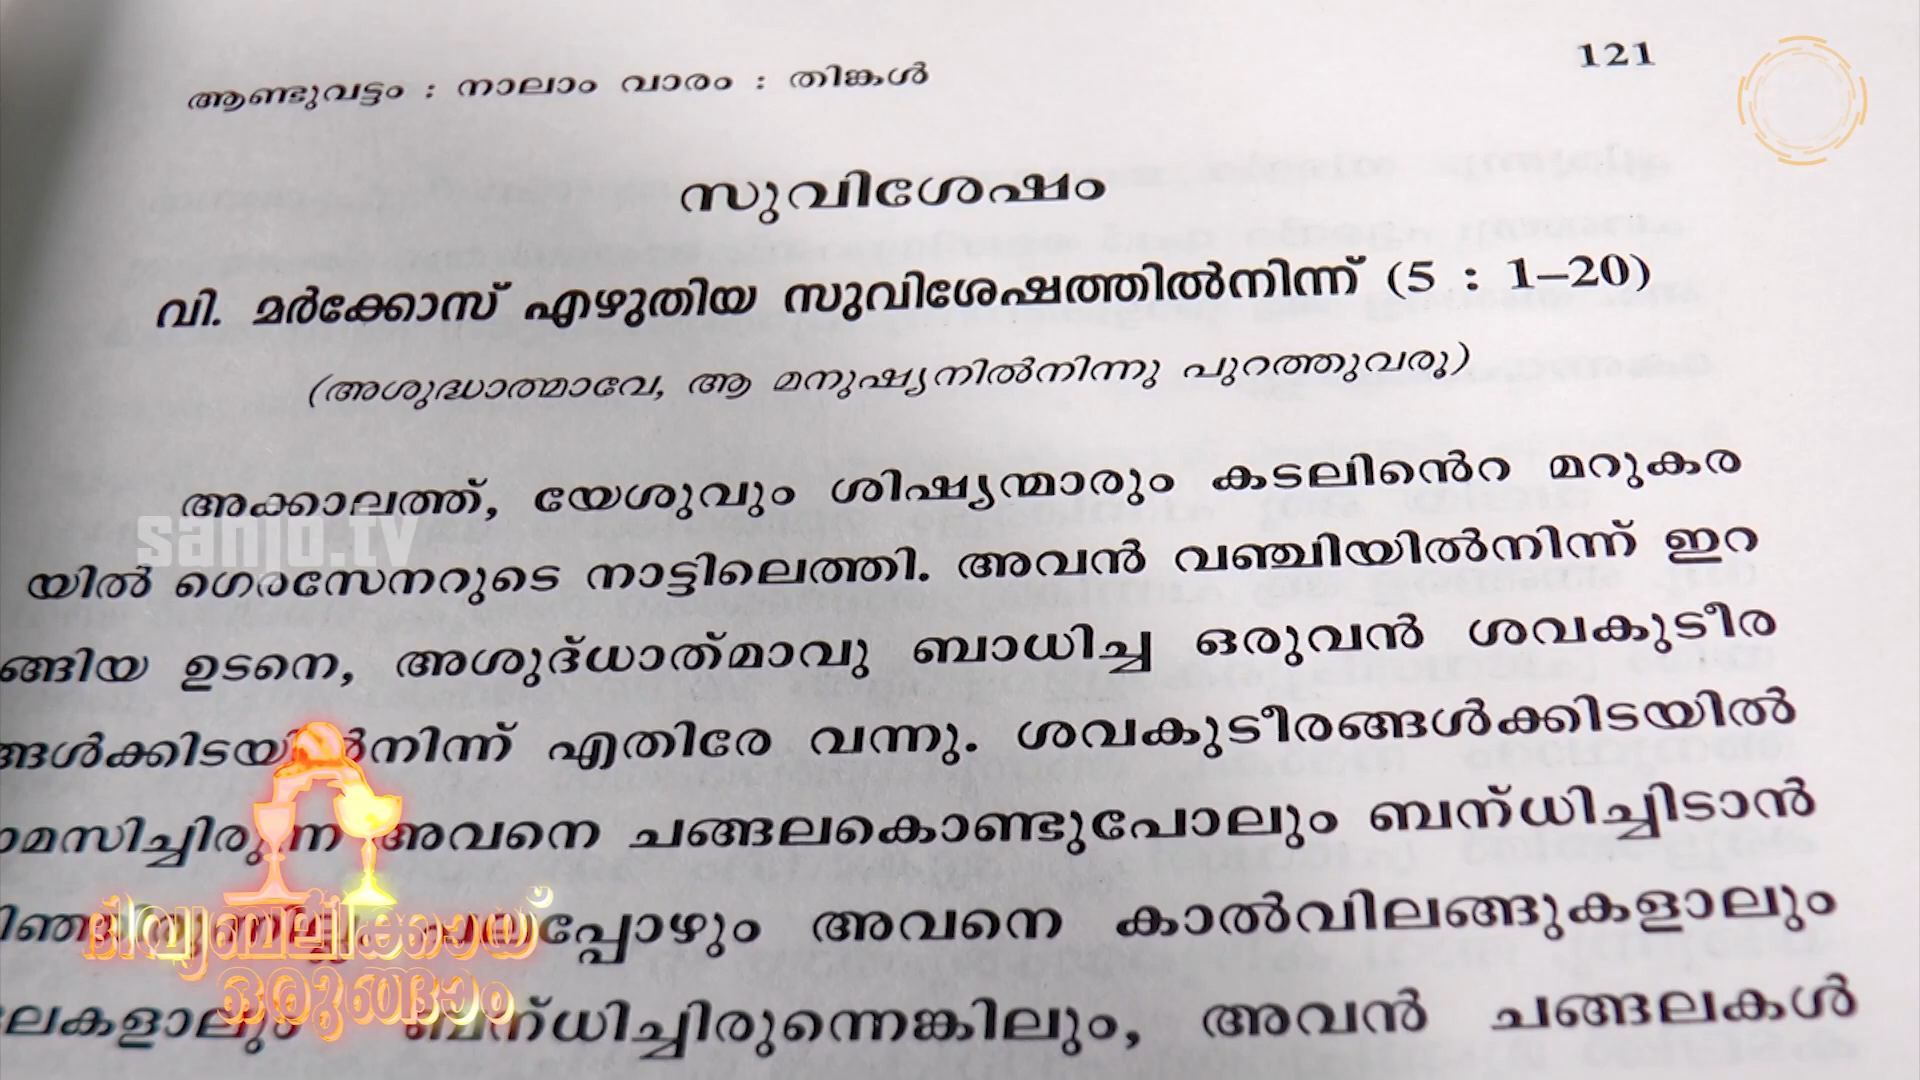 ആണ്ടുവട്ടം : നാലാം വാരം : തിങ്കൾ 121
സുവിശേഷം
വി. മർക്കോസ് എഴുതിയ സുവിശേഷത്തിൽനിന്ന് (5 : 1–20)
(അശുദ്ധാത്മാവേ, ആ മനുഷ്യനിൽനിന്നു പുറത്തുവരൂ)
അക്കാലത്ത്, യേശുവും ശിഷ്യന്മാരും കടലിൻെറ മറുകര
sanjo.tv
യിൽ ഗെരസേനറുടെ നാട്ടിലെത്തി. അവൻ വഞ്ചിയിൽനിന്ന് ഇറ
ങ്ങിയ ഉടനെ, അശുദ്ധാത്മാവു ബാധിച്ച ഒരുവൻ ശവകുടീര
ങ്ങൾക്കിടയിൽനിന്ന് എതിരേ വന്നു. ശവകുടീരങ്ങൾക്കിടയിൽ
അവനെ ചങ്ങലകൊണ്ടുപോലും ബന്ധിച്ചിടാൻ
അവനെ കാൽവിലങ്ങുകളാലും
ദിവ്യബലിക്കായ്
ഒരുങ്ങാം
ബന്ധിച്ചിരുന്നെങ്കിലും, അവൻ ചങ്ങലകൾ